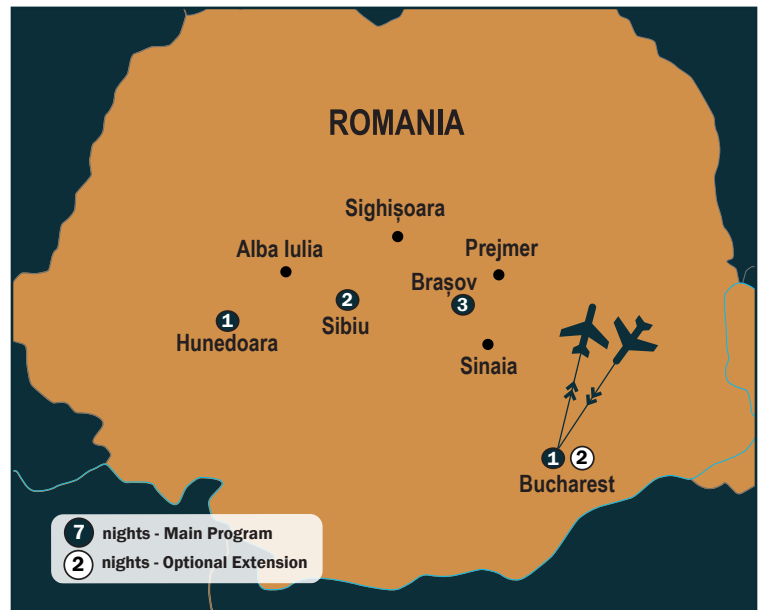 ROMANIA
Sighișoara
Alba Iulia
Prejmer
Brașov
2
3
1
Sibiu
Hunedoara
Sinaia
1
2
Bucharest
7 nights - Main Program
2 nights - Optional Extension